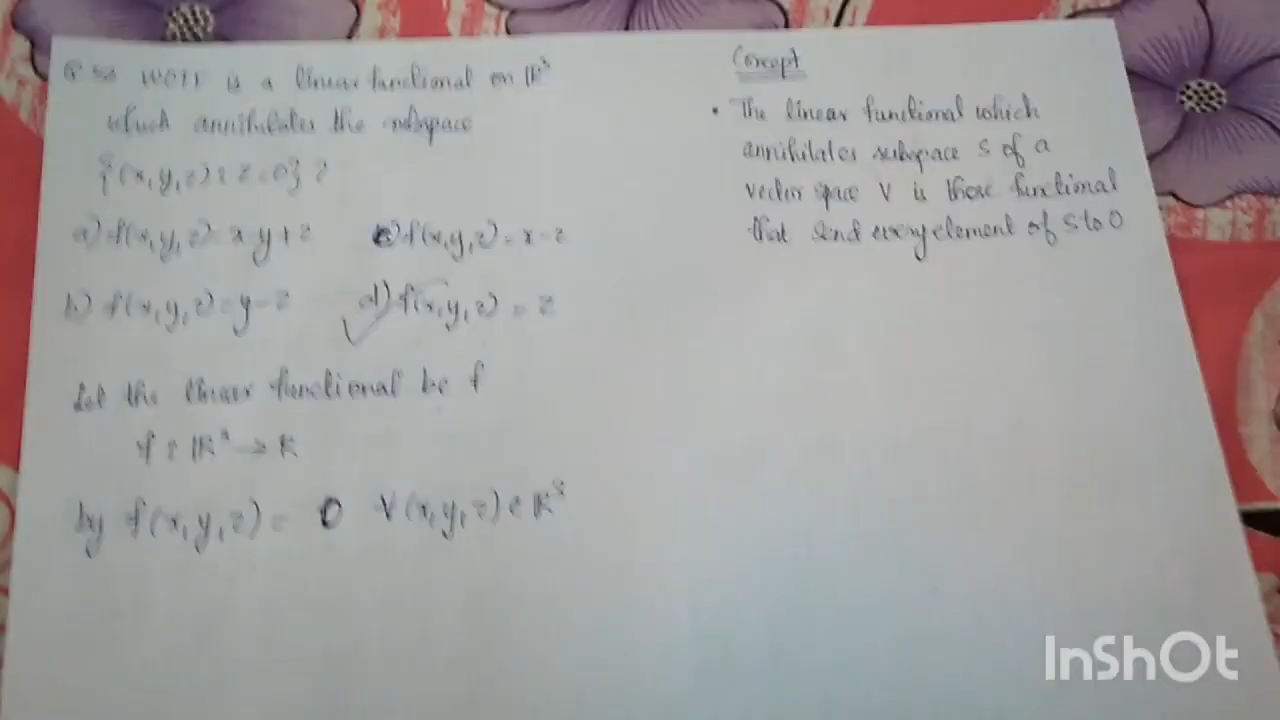 WOTF is a linear functional on R³
which annihilates the subspace
{(x,y,z) : z=0} ?
a) f(x,y,z) = x-y+z
c) f(x,y,z) = x-z
b) f(x,y,z) = y-z
d) f(x,y,z) = z
Let the linear functional be f
f : R³ → R
by f(x,y,z) = 0 ∀(x,y,z) ∈ R³
Concept
• The linear functional which
annihilates subspace S of a
vector space V is those functional
that send every element of S to 0
InShOt